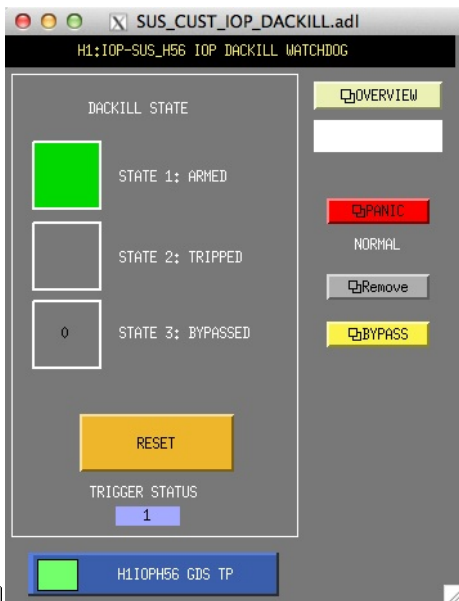 SUS_CUST_IOP_DACKILL.adl
H1:IOP-SUS_H56 IOP DACKILL WATCHDOG
DACKILL STATE
STATE 1: ARMED
STATE 2: TRIPPED
0 STATE 3: BYPASSED
RESET
TRIGGER STATUS
1
OVERVIEW
PANIC
NORMAL
Remove
BYPASS
H1IOPH56 GDS TP